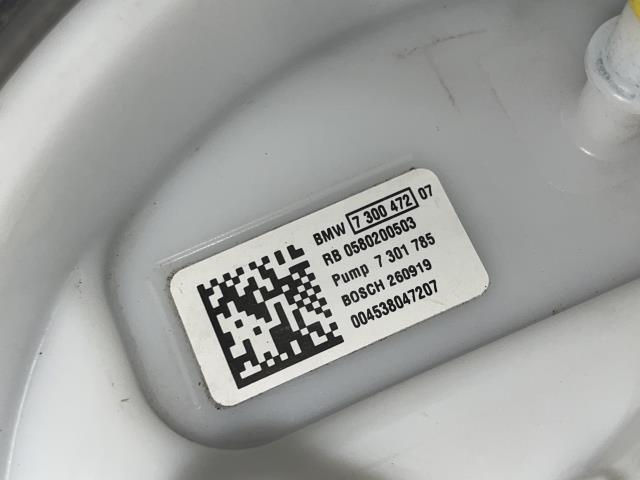 BMW 7 300 472 07
RB 0580200503
Pump 7 301 785
BOSCH 260919
004538047207